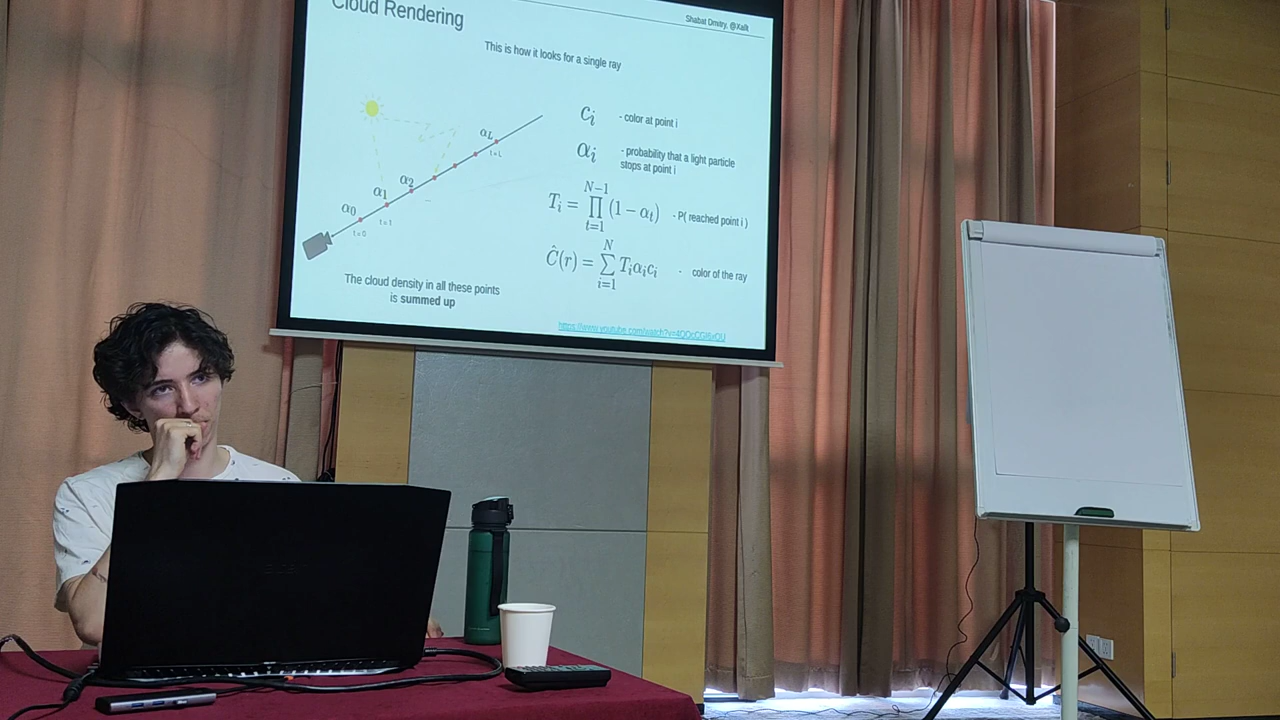 Cloud Rendering
Shabat Dmitry, @Xallt
This is how it looks for a single ray
c_i - color at point i
α_i - probability that a light particle
stops at point i
T_i = ∏_{t=1}^{N-1} (1 − α_t) - P( reached point i )
Ĉ(r) = ∑_{i=1}^{N} T_i α_i c_i - color of the ray
α_L
t=L
α_2
α_1
t=1
α_0
t=0
The cloud density in all these points
is summed up